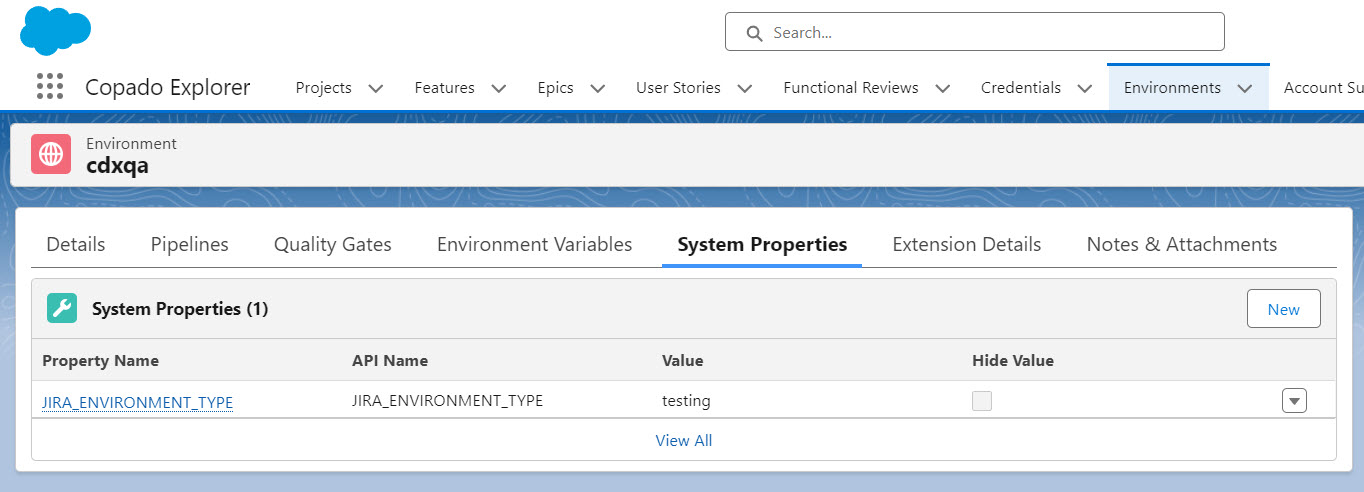 Search...
Copado Explorer Projects Features Epics User Stories Functional Reviews Credentials Environments Account Su
Environment
cdxqa
Details Pipelines Quality Gates Environment Variables System Properties Extension Details Notes & Attachments
System Properties (1) New
Property Name API Name Value Hide Value
JIRA_ENVIRONMENT_TYPE JIRA_ENVIRONMENT_TYPE testing
View All